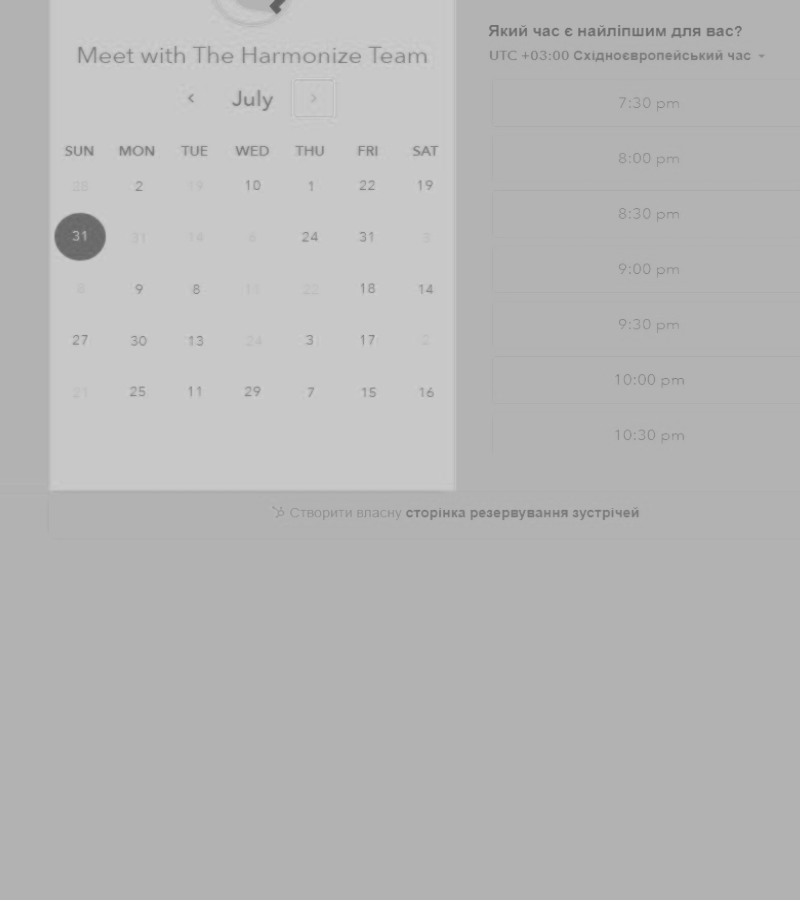 Meet with The Harmonize Team
July
SUN MON TUE WED THU FRI SAT
28 2 19 10 1 22 19
31 31 14 6 24 31 3
6 9 8 11 22 18 14
27 30 13 24 3 17 2
21 25 11 29 7 15 16
Який час є найліпшим для вас?
UTC +03:00 Східноєвропейський час
7:30 pm
8:00 pm
8:30 pm
9:00 pm
9:30 pm
10:00 pm
10:30 pm
Створити власну сторінка резервування зустрічей